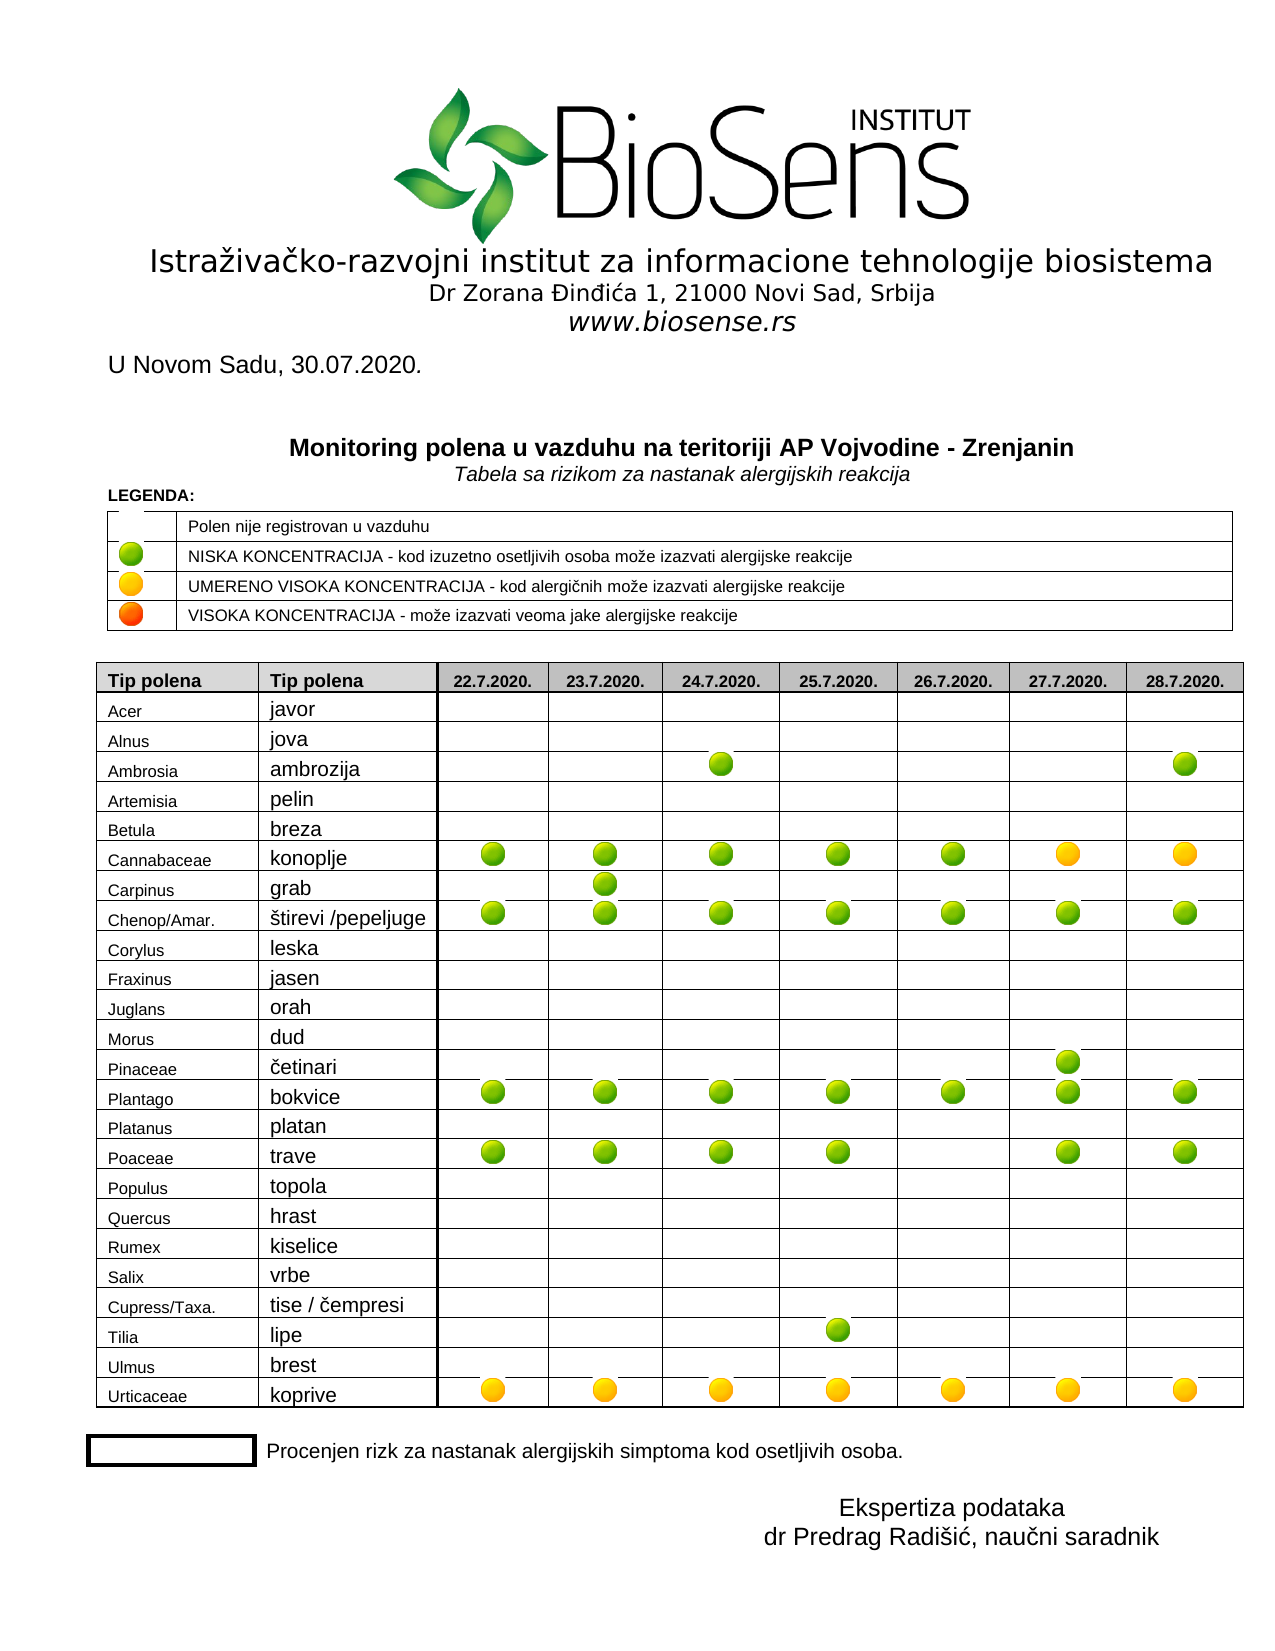 BioSens INSTITUT
Istraživačko-razvojni institut za informacione tehnologije biosistema
Dr Zorana Đinđića 1, 21000 Novi Sad, Srbija
www.biosense.rs
U Novom Sadu, 30.07.2020.
Monitoring polena u vazduhu na teritoriji AP Vojvodine - Zrenjanin
Tabela sa rizikom za nastanak alergijskih reakcija
LEGENDA:
Polen nije registrovan u vazduhu
NISKA KONCENTRACIJA - kod izuzetno osetljivih osoba može izazvati alergijske reakcije
UMERENO VISOKA KONCENTRACIJA - kod alergičnih može izazvati alergijske reakcije
VISOKA KONCENTRACIJA - može izazvati veoma jake alergijske reakcije
Tip polena Tip polena 22.7.2020. 23.7.2020. 24.7.2020. 25.7.2020. 26.7.2020. 27.7.2020. 28.7.2020.
Acer javor
Alnus jova
Ambrosia ambrozija
Artemisia pelin
Betula breza
Cannabaceae konoplje
Carpinus grab
Chenop/Amar. štirevi /pepeljuge
Corylus leska
Fraxinus jasen
Juglans orah
Morus dud
Pinaceae četinari
Plantago bokvice
Platanus platan
Poaceae trave
Populus topola
Quercus hrast
Rumex kiselice
Salix vrbe
Cupress/Taxa. tise / čempresi
Tilia lipe
Ulmus brest
Urticaceae koprive
Procenjen rizk za nastanak alergijskih simptoma kod osetljivih osoba.
Ekspertiza podataka
dr Predrag Radišić, naučni saradnik